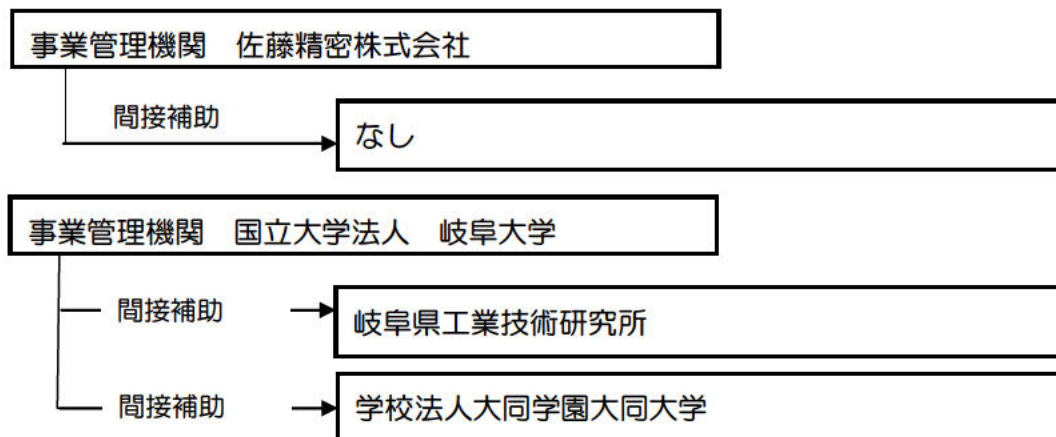 事業管理機関　佐藤精密株式会社
間接補助
なし
事業管理機関　国立大学法人　岐阜大学
間接補助
岐阜県工業技術研究所
間接補助
学校法人大同学園大同大学